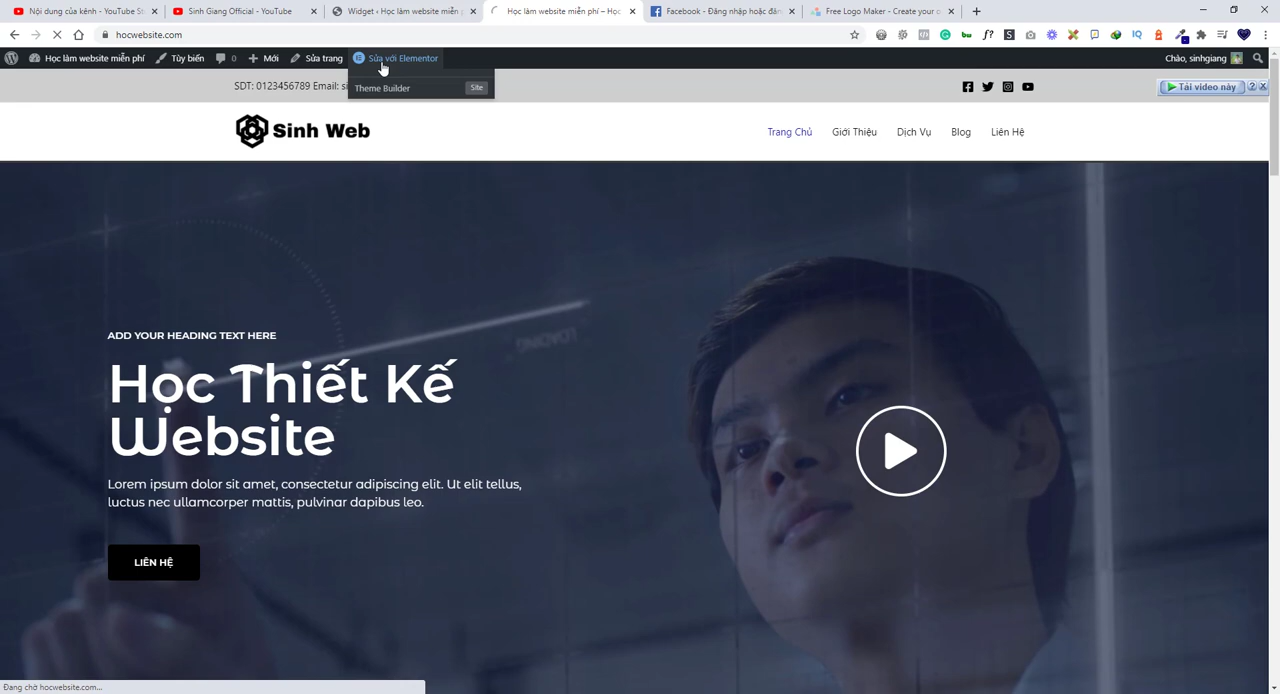 Nội dung của kênh - YouTube St
Sinh Giang Official - YouTube
Widget ‹ Học làm website miễn p
Học làm website miễn phí – Học
Facebook - Đăng nhập hoặc đăn
Free Logo Maker - Create your o
hocwebsite.com
Học làm website miễn phí
Tùy biến
0
Mới
Sửa trang
Sửa với Elementor
Chào, sinhgiang
Theme Builder
Site
SDT: 0123456789 Email: si
Tải video này
Sinh Web
Trang Chủ
Giới Thiệu
Dịch Vụ
Blog
Liên Hệ
LOADING
ADD YOUR HEADING TEXT HERE
Học Thiết Kế
Website
Lorem ipsum dolor sit amet, consectetur adipiscing elit. Ut elit tellus,
luctus nec ullamcorper mattis, pulvinar dapibus leo.
LIÊN HỆ
Đang chờ hocwebsite.com...